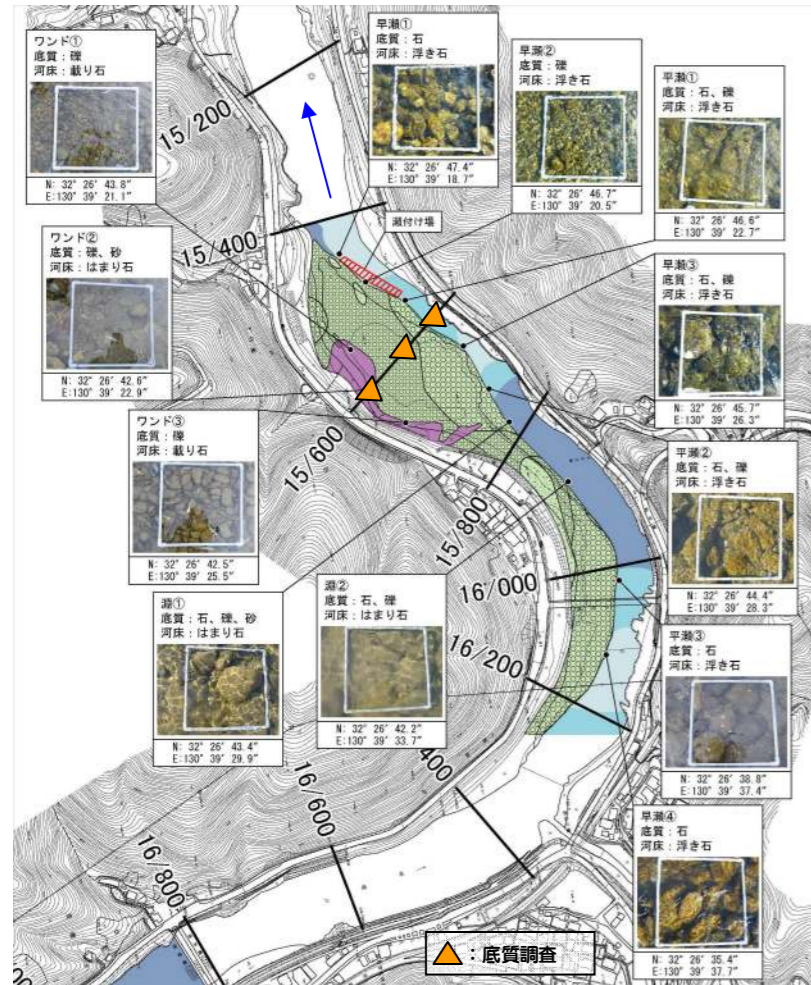 ワンド①
底質：礫
河床：載り石
N: 32° 26′ 43.8″
E:130° 39′ 21.1″
早瀬①
底質：石
河床：浮き石
N: 32° 26′ 47.4″
E:130° 39′ 18.7″
早瀬②
底質：礫
河床：浮き石
N: 32° 26′ 46.7″
E:130° 39′ 20.5″
平瀬①
底質：石、礫
河床：浮き石
N: 32° 26′ 46.6″
E:130° 39′ 22.7″
ワンド②
底質：礫、砂
河床：はまり石
N: 32° 26′ 42.6″
E:130° 39′ 22.9″
瀬付け場
早瀬③
底質：石、礫
河床：浮き石
N: 32° 26′ 45.7″
E:130° 39′ 26.3″
ワンド③
底質：礫
河床：載り石
N: 32° 26′ 42.5″
E:130° 39′ 25.5″
平瀬②
底質：石、礫
河床：浮き石
N: 32° 26′ 44.4″
E:130° 39′ 28.3″
淵①
底質：石、礫、砂
河床：はまり石
N: 32° 26′ 43.4″
E:130° 39′ 29.9″
淵②
底質：石、礫
河床：はまり石
N: 32° 26′ 42.2″
E:130° 39′ 33.7″
平瀬③
底質：石
河床：浮き石
N: 32° 26′ 38.8″
E:130° 39′ 37.4″
早瀬④
底質：石
河床：浮き石
N: 32° 26′ 35.4″
E:130° 39′ 37.7″
15/200
15/400
15/600
15/800
16/000
16/200
400
16/600
16/800
：底質調査